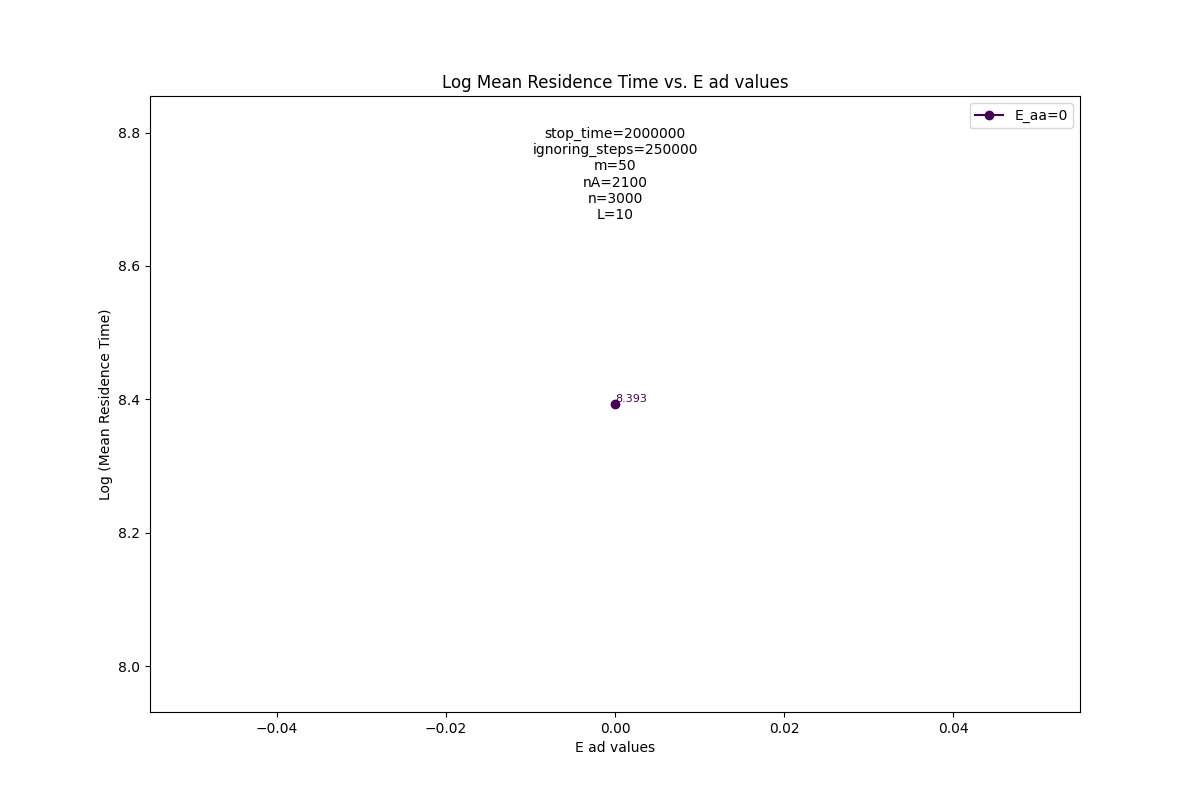 Log Mean Residence Time vs. E ad values
E_aa=0
stop_time=2000000
ignoring_steps=250000
m=50
nA=2100
n=3000
L=10
8.8
8.6
8.4
8.2
8.0
Log (Mean Residence Time)
8.393
−0.04
−0.02
0.00
0.02
0.04
E ad values